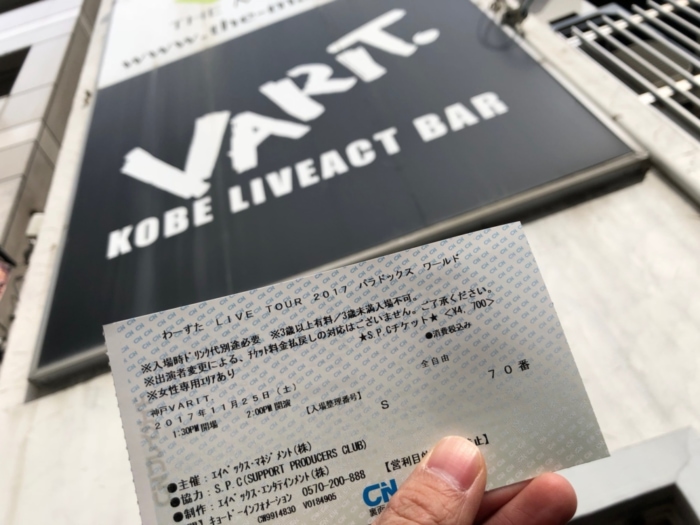 THE
www.the-ma
VARIT.
KOBE LIVEACT BAR
わーすた LIVE TOUR 2017 パラドックス ワールド
※入場時ドリンク代別途必要 ※3歳以上有料/3歳未満入場不可。
※出演者変更による、チケット料金払戻しの対応はございません。ご了承ください。
※女性専用エリアあり ★S.P.Cチケット★ <¥4,700>
●消費税込み
神戸VARIT. 全自由
2017年11月25日(土)
1:30PM開場 2:00PM開演 【入場整理番号】 S 70番
●主催：エイベックス・マネジメント(株)
●協力：S.P.C(SUPPORT PRODUCERS CLUB)
●制作：エイベックス・エンタテインメント(株) 【営利目 止】
キョードーインフォメーション 0570-200-888
CN9914830 V0184905
CN